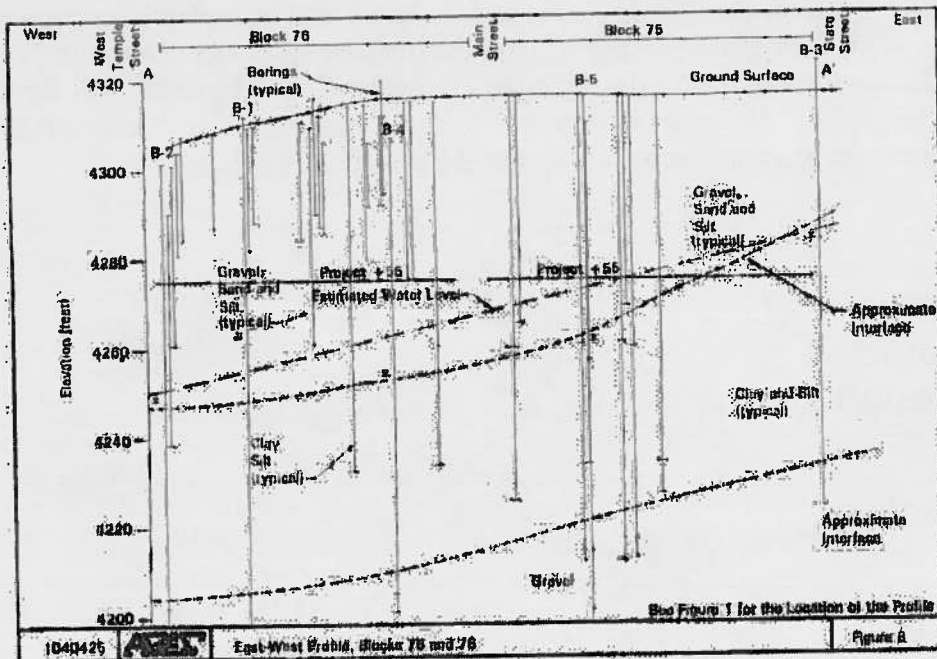 West
East
West
Temple
Street
Block 76
Main
Street
Block 75
State
Street
A
B-3
A'
Borings
(typical)
B-5
Ground Surface
4320
B-1
B-4
B-2
4300
Gravel,
Sand and
Silt
(typical)
4280
Gravel,
Sand and
Silt
(typical)
Project +55
Project +55
Estimated Water Level
Approximate
Interface
Elevation (feet)
4260
Clay and Silt
(typical)
4240
Clay
Silt
(typical)
4220
Approximate
Interface
Gravel
4200
See Figure 1 for the Location of the Profile
1040425
East-West Profile, Blocks 75 and 76
Figure